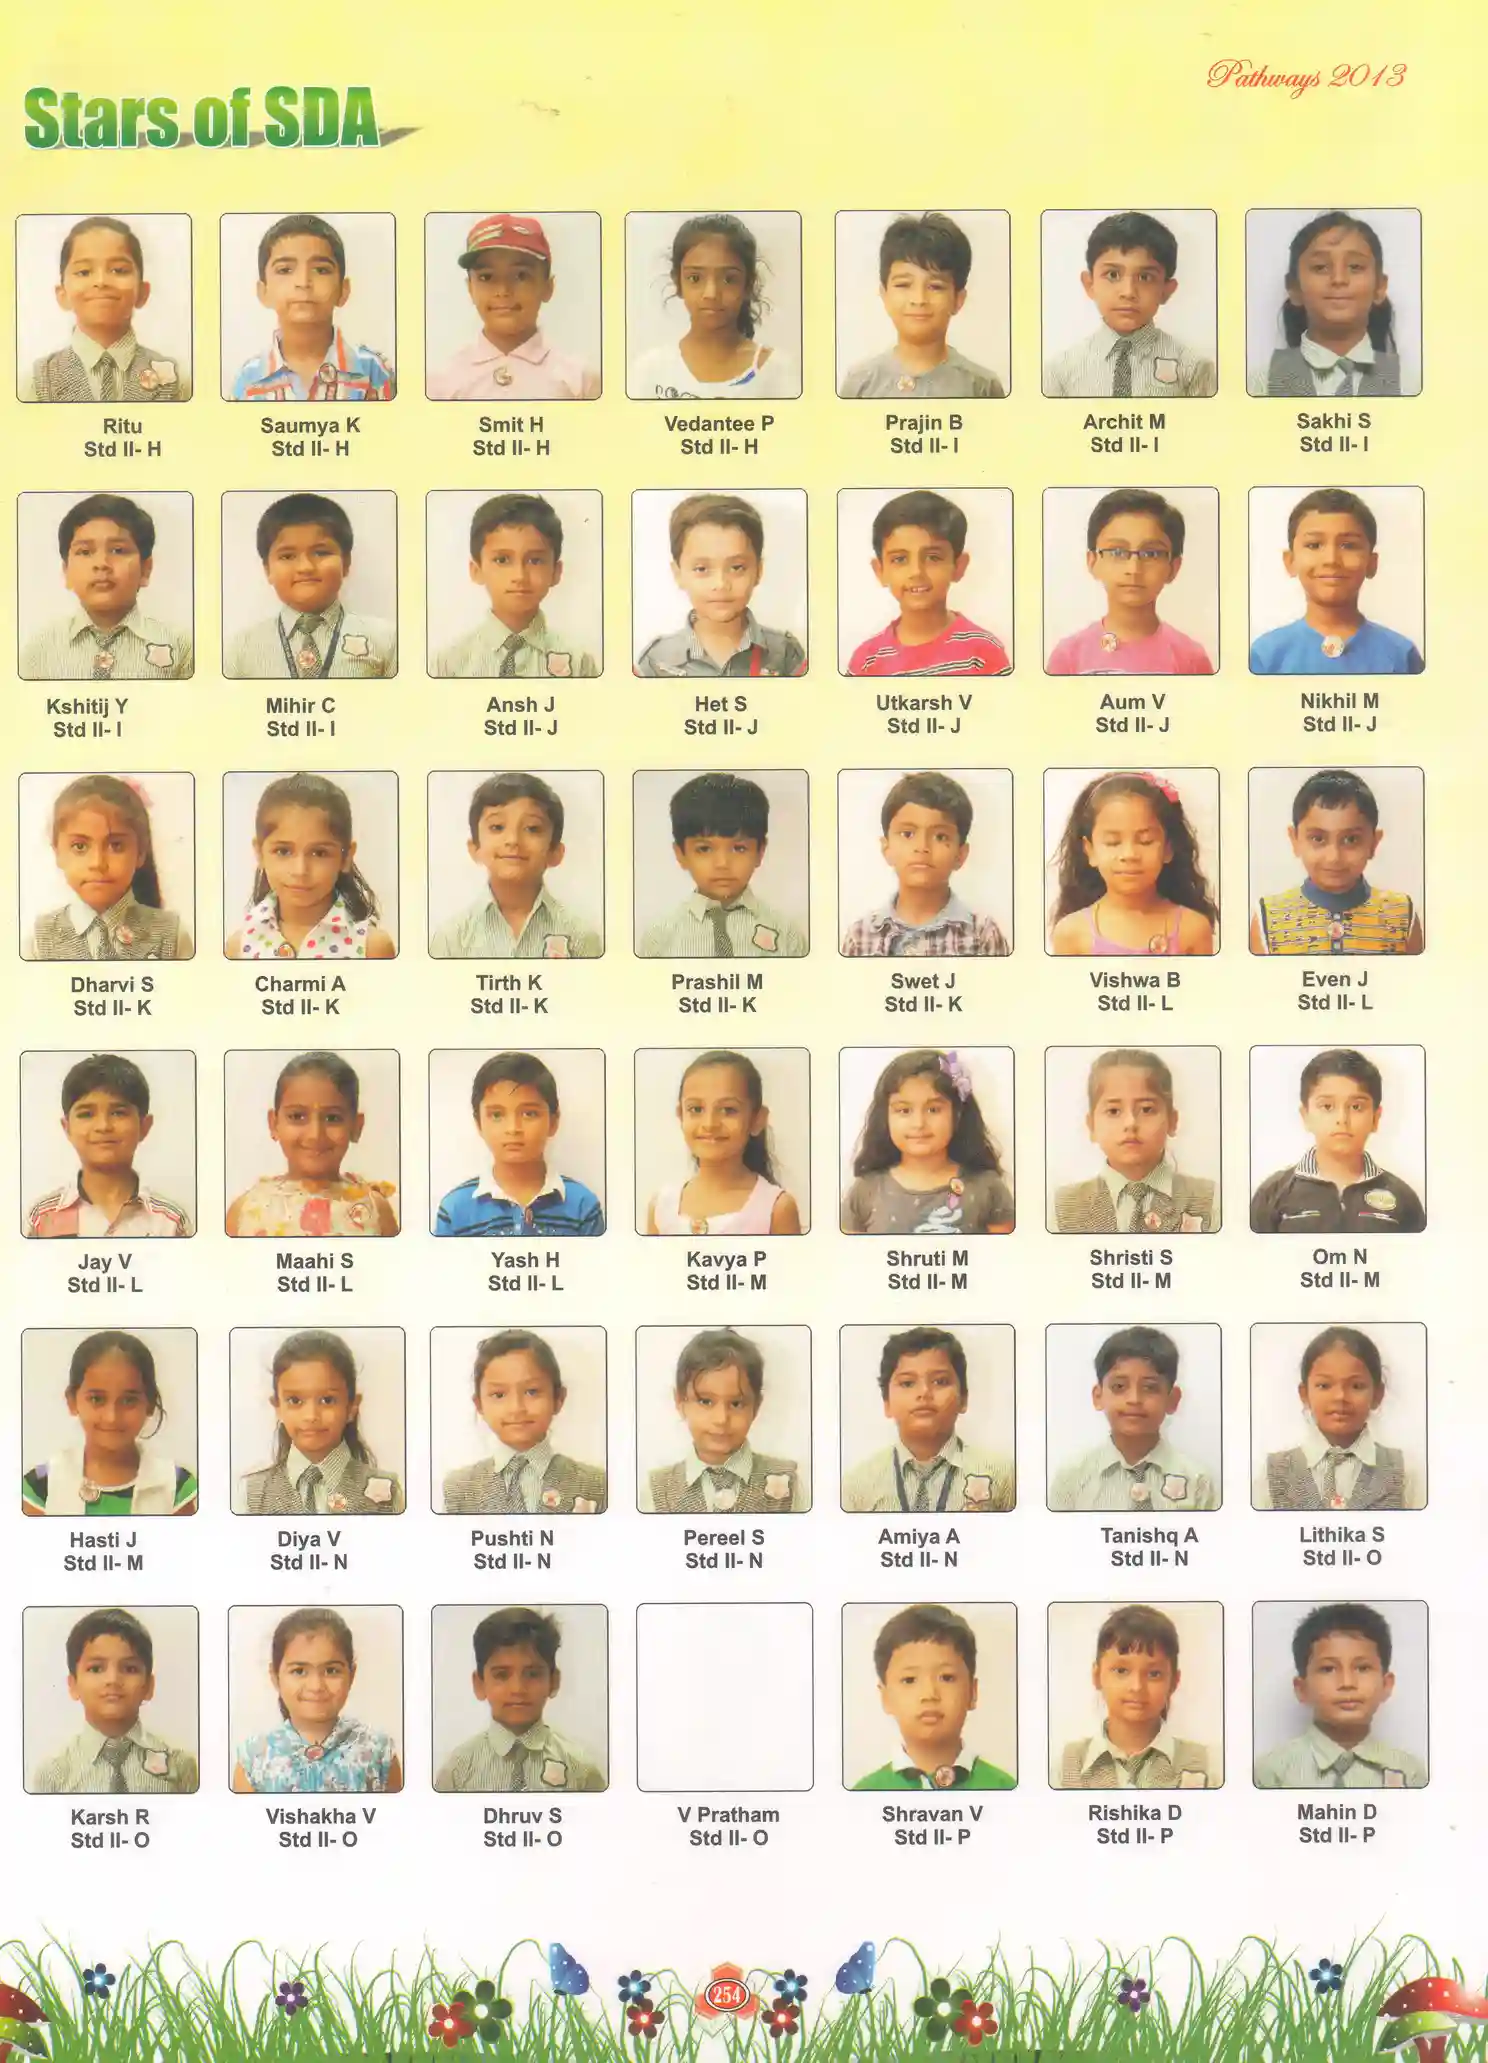 Pathways 2013
Stars of SDA
Ritu
Std II- H
Saumya K
Std II- H
Smit H
Std II- H
Vedantee P
Std II- H
Prajin B
Std II- I
Archit M
Std II- I
Sakhi S
Std II- I
Kshitij Y
Std II- I
Mihir C
Std II- I
Ansh J
Std II- J
Het S
Std II- J
Utkarsh V
Std II- J
Aum V
Std II- J
Nikhil M
Std II- J
Dharvi S
Std II- K
Charmi A
Std II- K
Tirth K
Std II- K
Prashil M
Std II- K
Swet J
Std II- K
Vishwa B
Std II- L
Even J
Std II- L
Jay V
Std II- L
Maahi S
Std II- L
Yash H
Std II- L
Kavya P
Std II- M
Shruti M
Std II- M
Shristi S
Std II- M
Om N
Std II- M
Hasti J
Std II- M
Diya V
Std II- N
Pushti N
Std II- N
Pereel S
Std II- N
Amiya A
Std II- N
Tanishq A
Std II- N
Lithika S
Std II- O
Karsh R
Std II- O
Vishakha V
Std II- O
Dhruv S
Std II- O
V Pratham
Std II- O
Shravan V
Std II- P
Rishika D
Std II- P
Mahin D
Std II- P
254